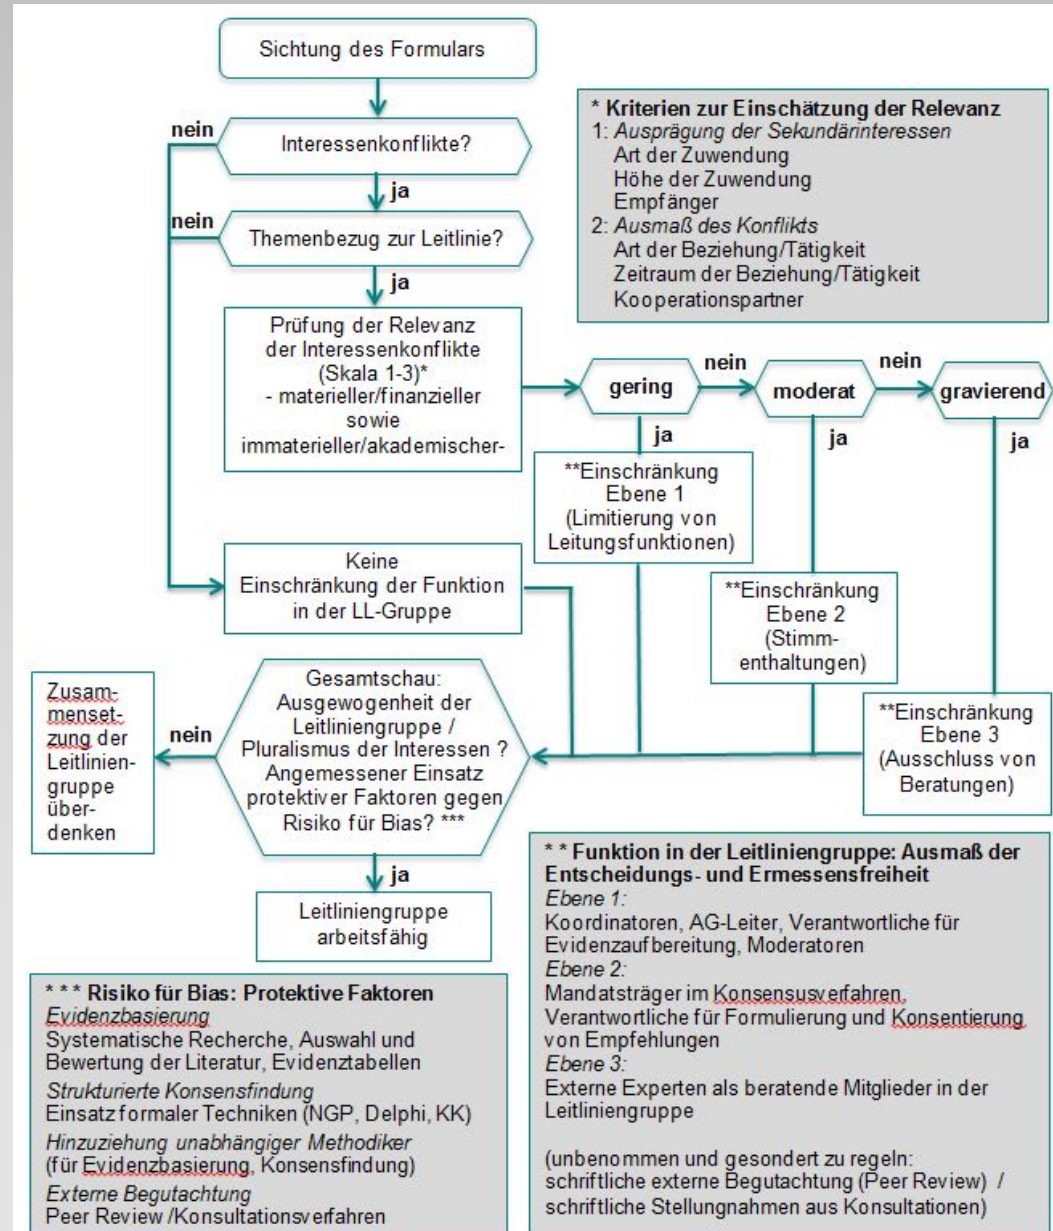 Sichtung des Formulars
nein
Interessenkonflikte?
ja
nein
Themenbezug zur Leitlinie?
ja
* Kriterien zur Einschätzung der Relevanz
1: Ausprägung der Sekundärinteressen
Art der Zuwendung
Höhe der Zuwendung
Empfänger
2: Ausmaß des Konflikts
Art der Beziehung/Tätigkeit
Zeitraum der Beziehung/Tätigkeit
Kooperationspartner
Prüfung der Relevanz
der Interessenkonflikte
(Skala 1-3)*
- materieller/finanzieller
sowie
immaterieller/akademischer-
gering
nein
moderat
nein
gravierend
ja
ja
ja
**Einschränkung
Ebene 1
(Limitierung von
Leitungsfunktionen)
Keine
Einschränkung der Funktion
in der LL-Gruppe
**Einschränkung
Ebene 2
(Stimm-
enthaltungen)
**Einschränkung
Ebene 3
(Ausschluss von
Beratungen)
Gesamtschau:
Ausgewogenheit der
Leitliniengruppe /
Pluralismus der Interessen ?
Angemessener Einsatz
protektiver Faktoren gegen
Risiko für Bias? ***
nein
Zusam-
menset-
zung der
Leitlinien-
gruppe
über-
denken
ja
Leitliniengruppe
arbeitsfähig
* * Funktion in der Leitliniengruppe: Ausmaß der
Entscheidungs- und Ermessensfreiheit
Ebene 1:
Koordinatoren, AG-Leiter, Verantwortliche für
Evidenzaufbereitung, Moderatoren
Ebene 2:
Mandatsträger im Konsensusverfahren,
Verantwortliche für Formulierung und Konsentierung
von Empfehlungen
Ebene 3:
Externe Experten als beratende Mitglieder in der
Leitliniengruppe
(unbenommen und gesondert zu regeln:
schriftliche externe Begutachtung (Peer Review) /
schriftliche Stellungnahmen aus Konsultationen)
* * * Risiko für Bias: Protektive Faktoren
Evidenzbasierung
Systematische Recherche, Auswahl und
Bewertung der Literatur, Evidenztabellen
Strukturierte Konsensfindung
Einsatz formaler Techniken (NGP, Delphi, KK)
Hinzuziehung unabhängiger Methodiker
(für Evidenzbasierung, Konsensfindung)
Externe Begutachtung
Peer Review /Konsultationsverfahren